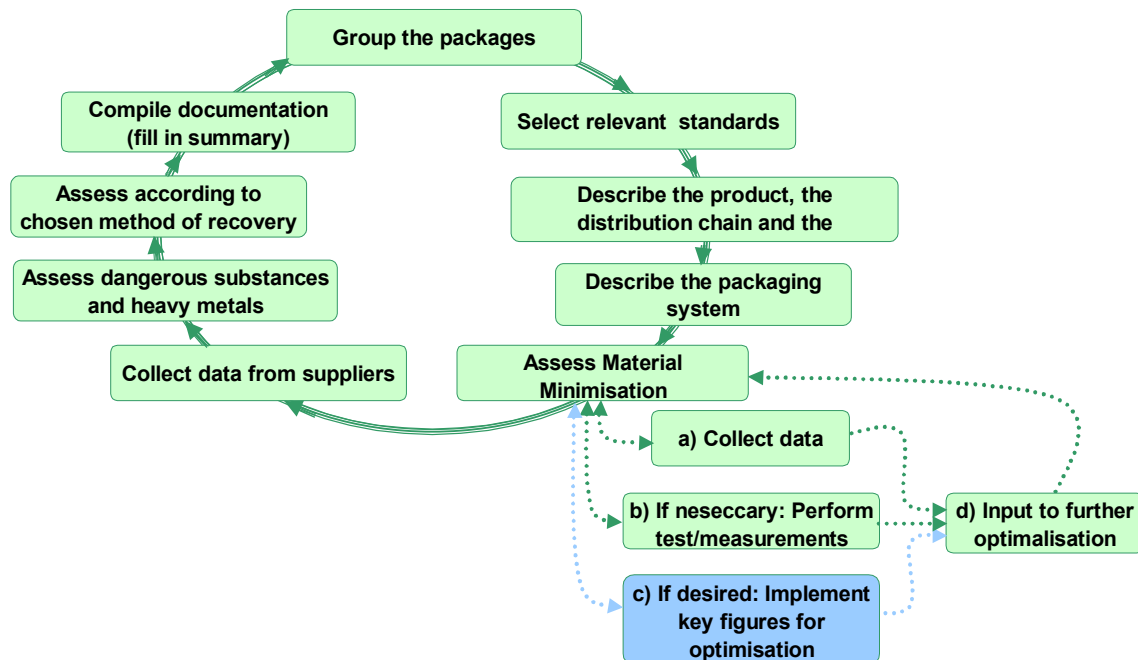 Group the packages
Select relevant standards
Describe the product, the
distribution chain and the
Describe the packaging
system
Assess Material
Minimisation
a) Collect data
b) If neseccary: Perform
test/measurements
c) If desired: Implement
key figures for
optimisation
d) Input to further
optimalisation
Collect data from suppliers
Assess dangerous substances
and heavy metals
Assess according to
chosen method of recovery
Compile documentation
(fill in summary)